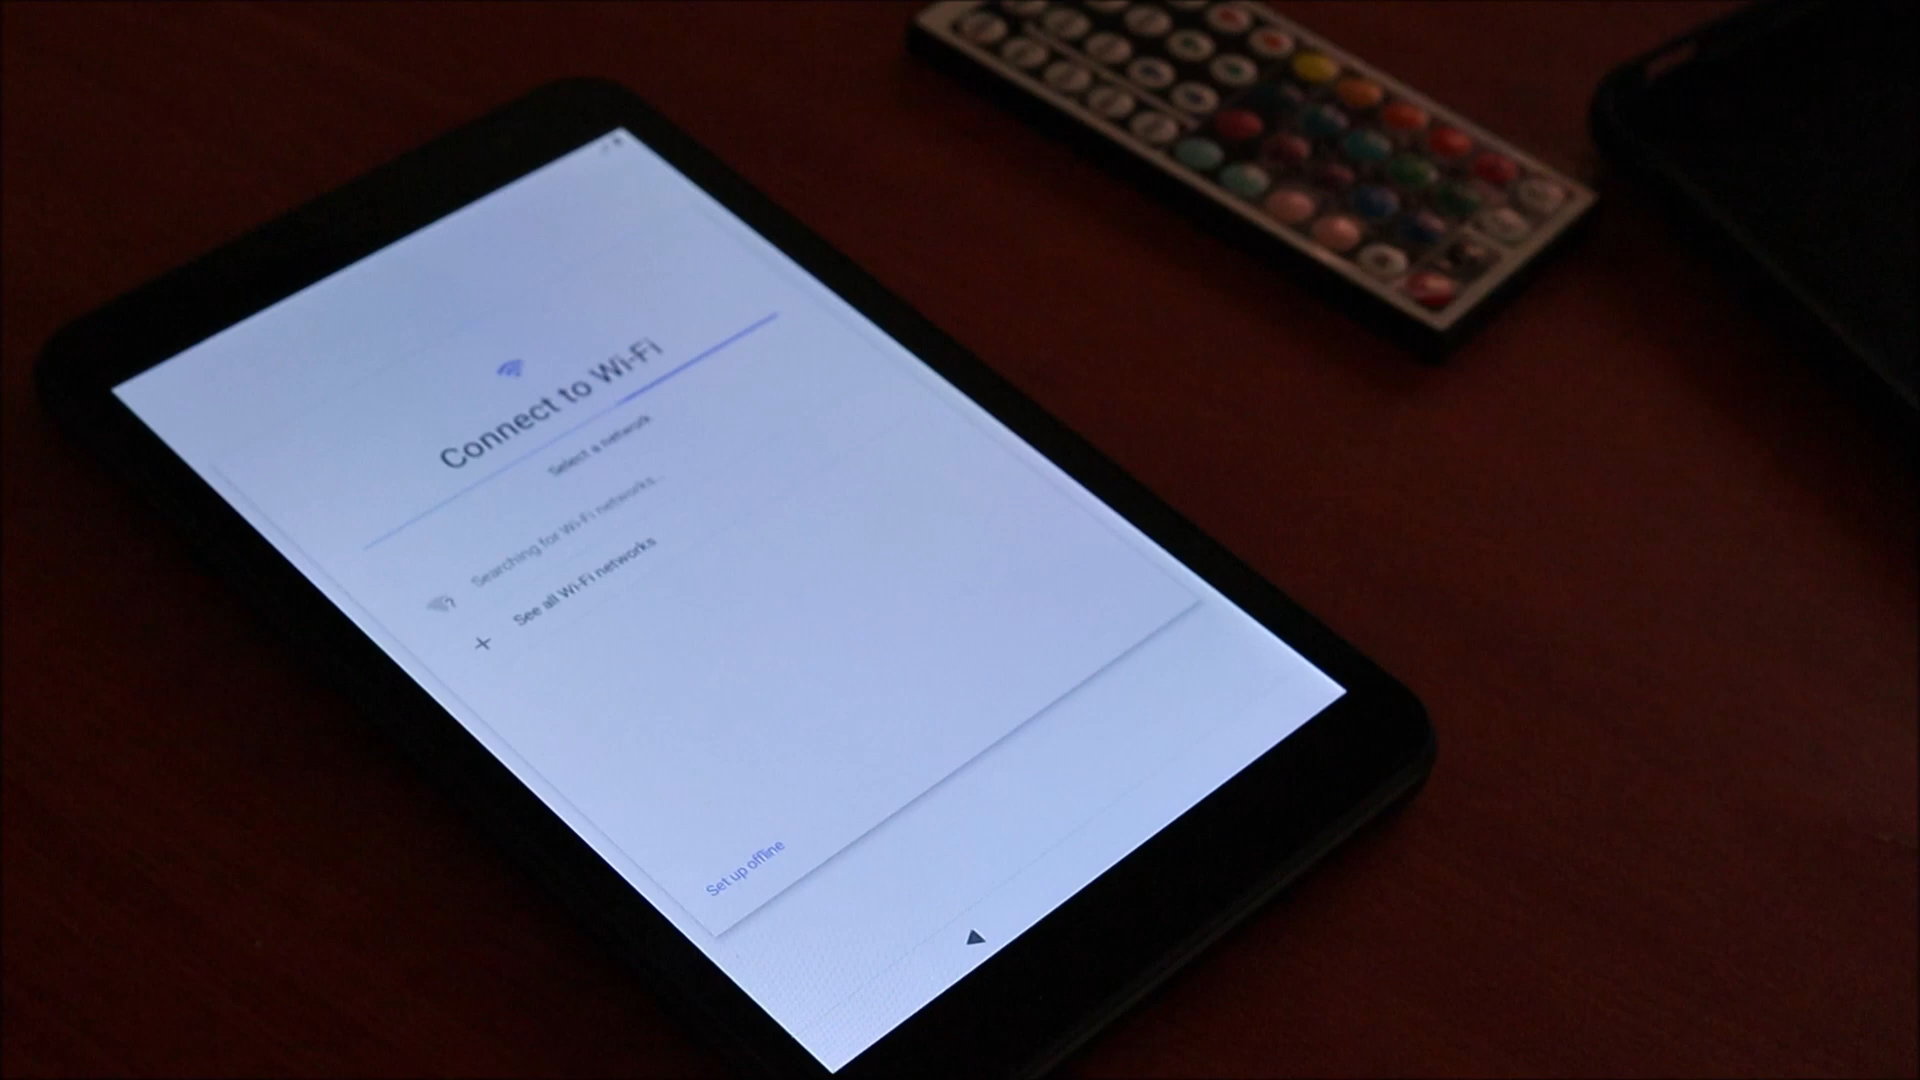 Connect to Wi-Fi
Select a network
Searching for Wi-Fi networks...
See all Wi-Fi networks
Set up offline